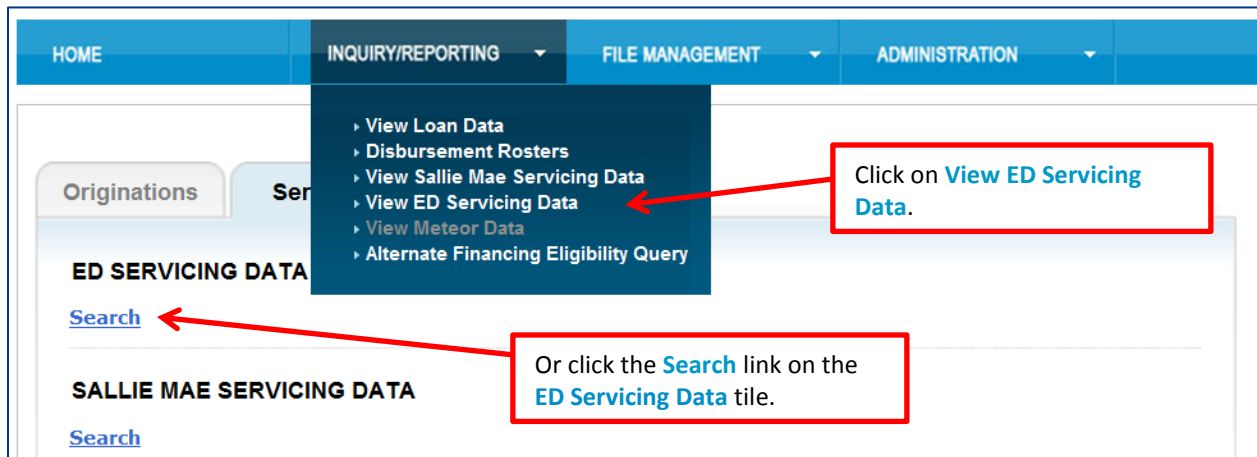 HOME INQUIRY/REPORTING FILE MANAGEMENT ADMINISTRATION
View Loan Data
Disbursement Rosters
View Sallie Mae Servicing Data
View ED Servicing Data
View Meteor Data
Alternate Financing Eligibility Query
Click on View ED Servicing
Data.
Originations Ser
ED SERVICING DATA
Search
Or click the Search link on the
ED Servicing Data tile.
SALLIE MAE SERVICING DATA
Search